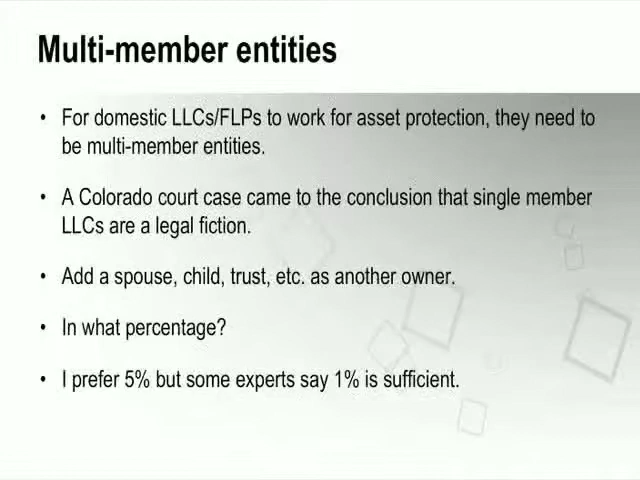 Multi-member entities
• For domestic LLCs/FLPs to work for asset protection, they need to
be multi-member entities.
• A Colorado court case came to the conclusion that single member
LLCs are a legal fiction.
• Add a spouse, child, trust, etc. as another owner.
• In what percentage?
• I prefer 5% but some experts say 1% is sufficient.